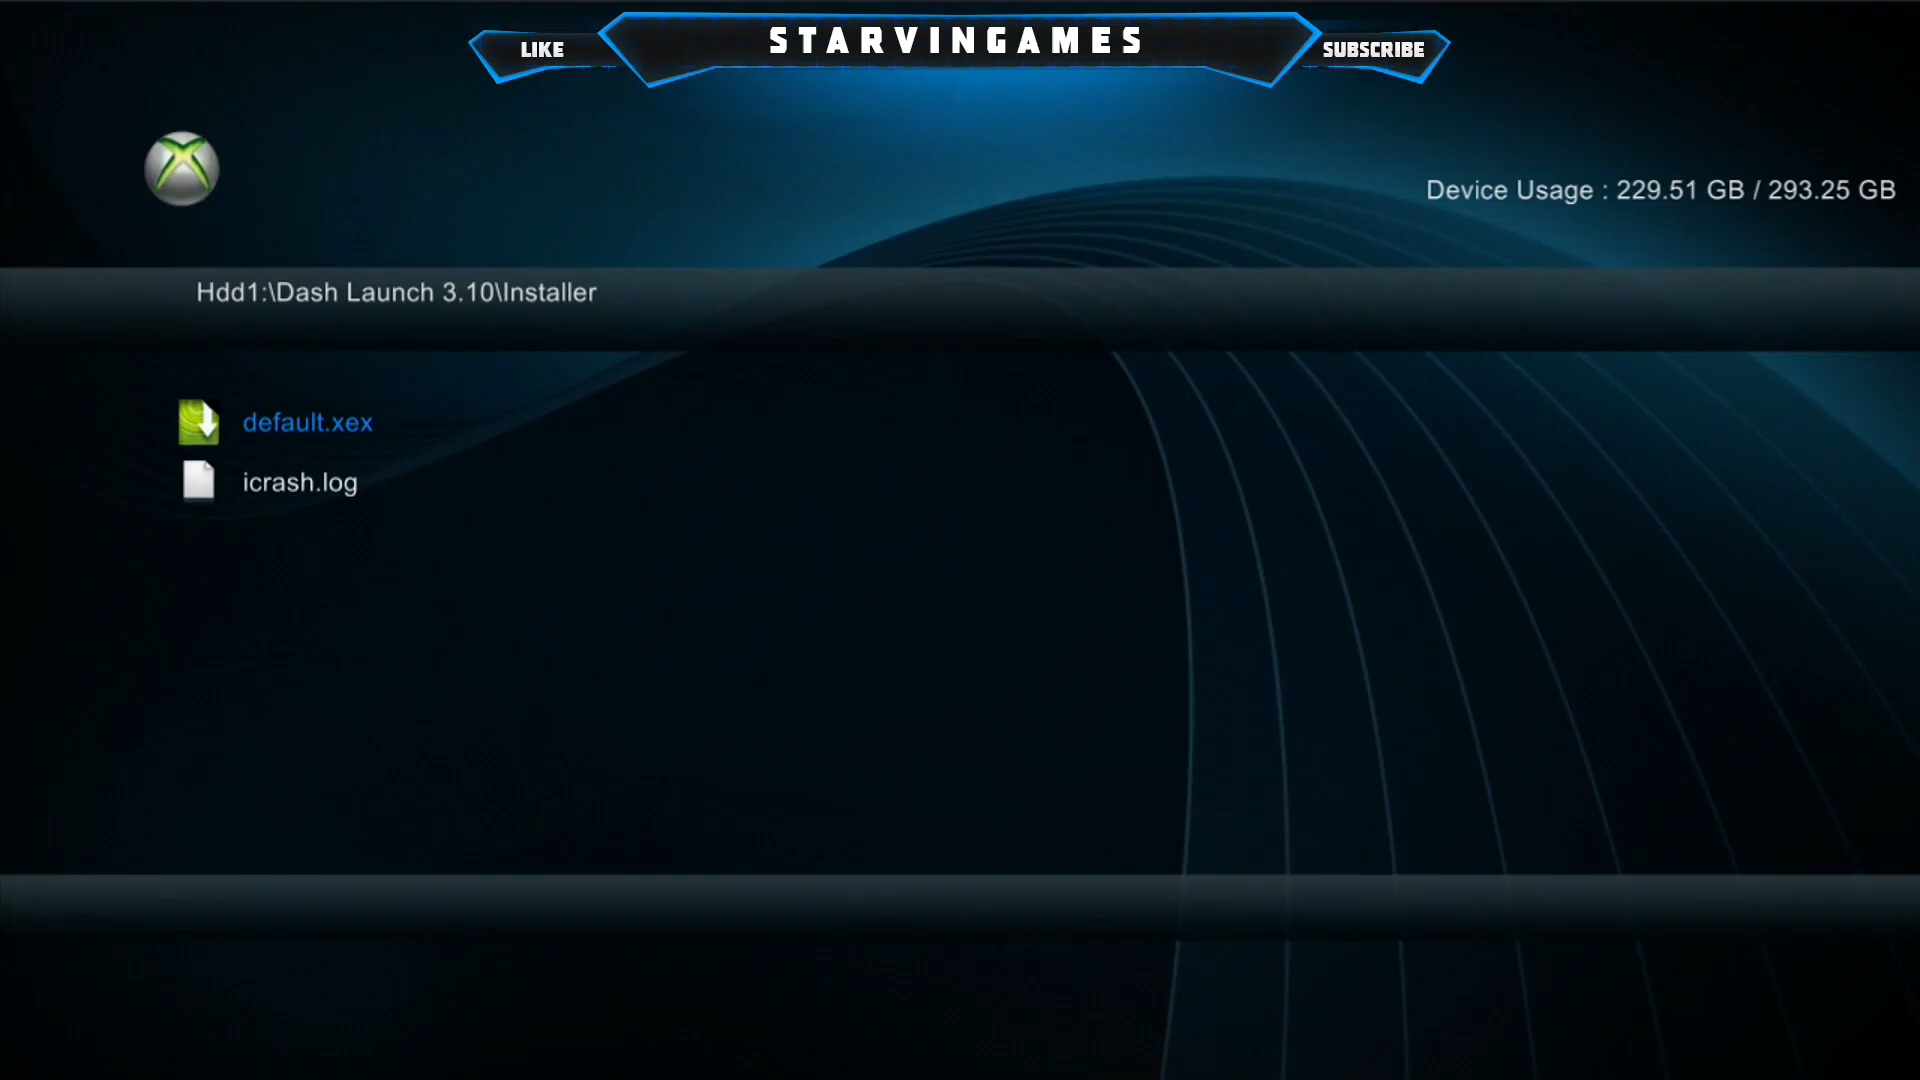 LIKE
STARVINGAMES
SUBSCRIBE
Device Usage : 229.51 GB / 293.25 GB
Hdd1:\Dash Launch 3.10\Installer
default.xex
icrash.log